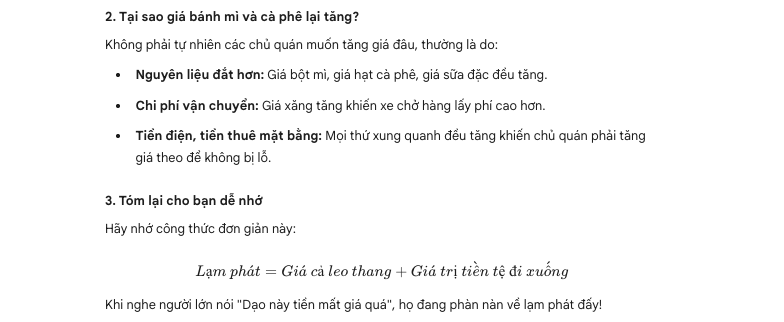 2. Tại sao giá bánh mì và cà phê lại tăng?
Không phải tự nhiên các chủ quán muốn tăng giá đâu, thường là do:
• Nguyên liệu đắt hơn: Giá bột mì, giá hạt cà phê, giá sữa đặc đều tăng.
• Chi phí vận chuyển: Giá xăng tăng khiến xe chở hàng lấy phí cao hơn.
• Tiền điện, tiền thuê mặt bằng: Mọi thứ xung quanh đều tăng khiến chủ quán phải tăng
giá theo để không bị lỗ.
3. Tóm lại cho bạn dễ nhớ
Hãy nhớ công thức đơn giản này:
Lạm phát = Giá cả leo thang + Giá trị tiền tệ đi xuống
Khi nghe người lớn nói "Dạo này tiền mất giá quá", họ đang phàn nàn về lạm phát đấy!